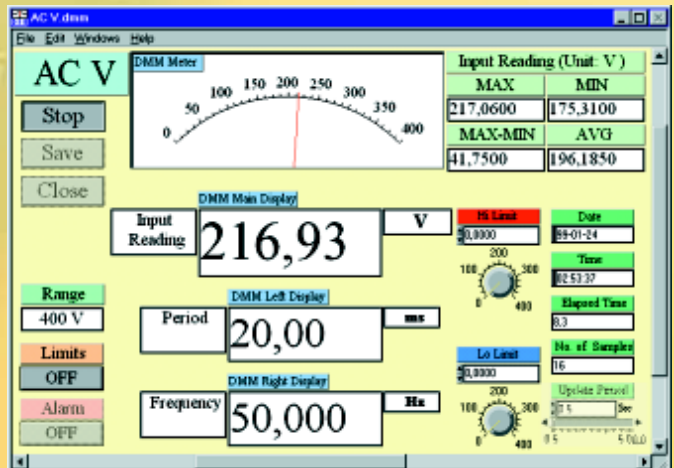 AC V.dmm
File Edit Windows Help
AC V
Stop
Save
Close
DMM Meter
0 50 100 150 200 250 300 350 400
Input Reading (Unit: V )
MAX MIN
217,0600 175,3100
MAX-MIN AVG
41,7500 196,1850
DMM Main Display
Input Reading 216,93 V
Hi Limit
0,0000
0 100 200 300 400
Date
99-01-24
Time
02:53:37
Elapsed Time
8,3
No. of Samples
16
Update Period
0.5 Sec
0.5
Range
400 V
Limits
OFF
Alarm
OFF
DMM Left Display
Period 20,00 ms
DMM Right Display
Frequency 50,000 Hz
Lo Limit
0,0000
0 100 200 300 400